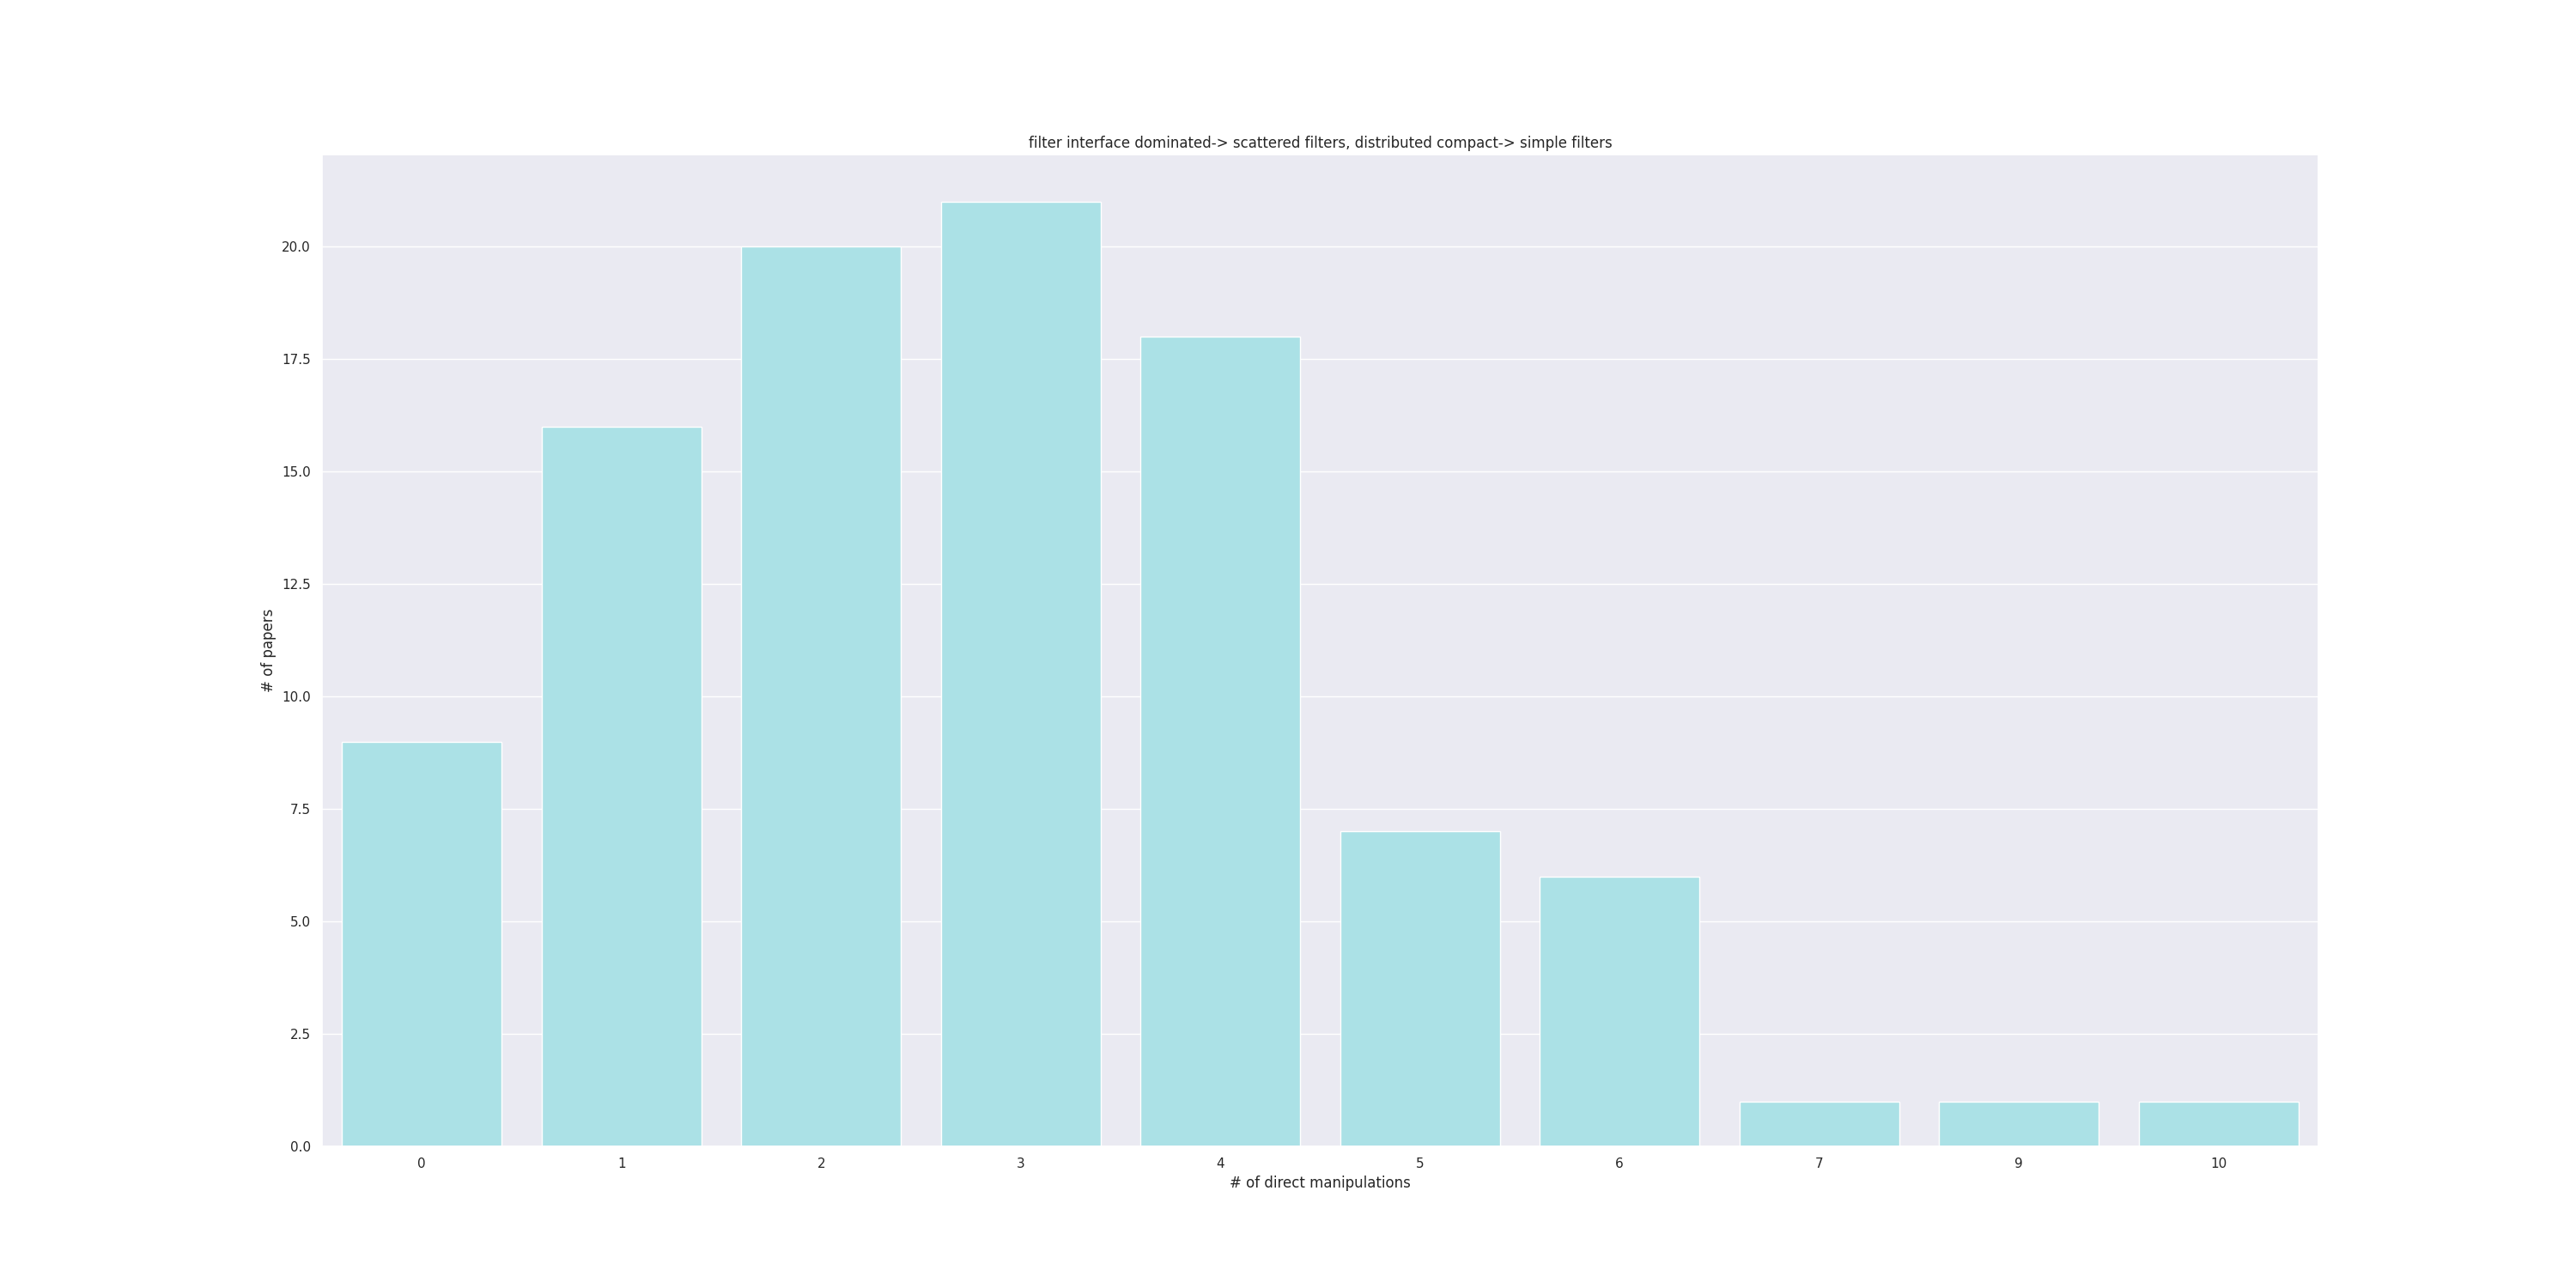 filter interface dominated-> scattered filters, distributed compact-> simple filters
20.0
17.5
15.0
12.5
10.0
7.5
5.0
2.5
0.0
# of papers
0 1 2 3 4 5 6 7 9 10
# of direct manipulations